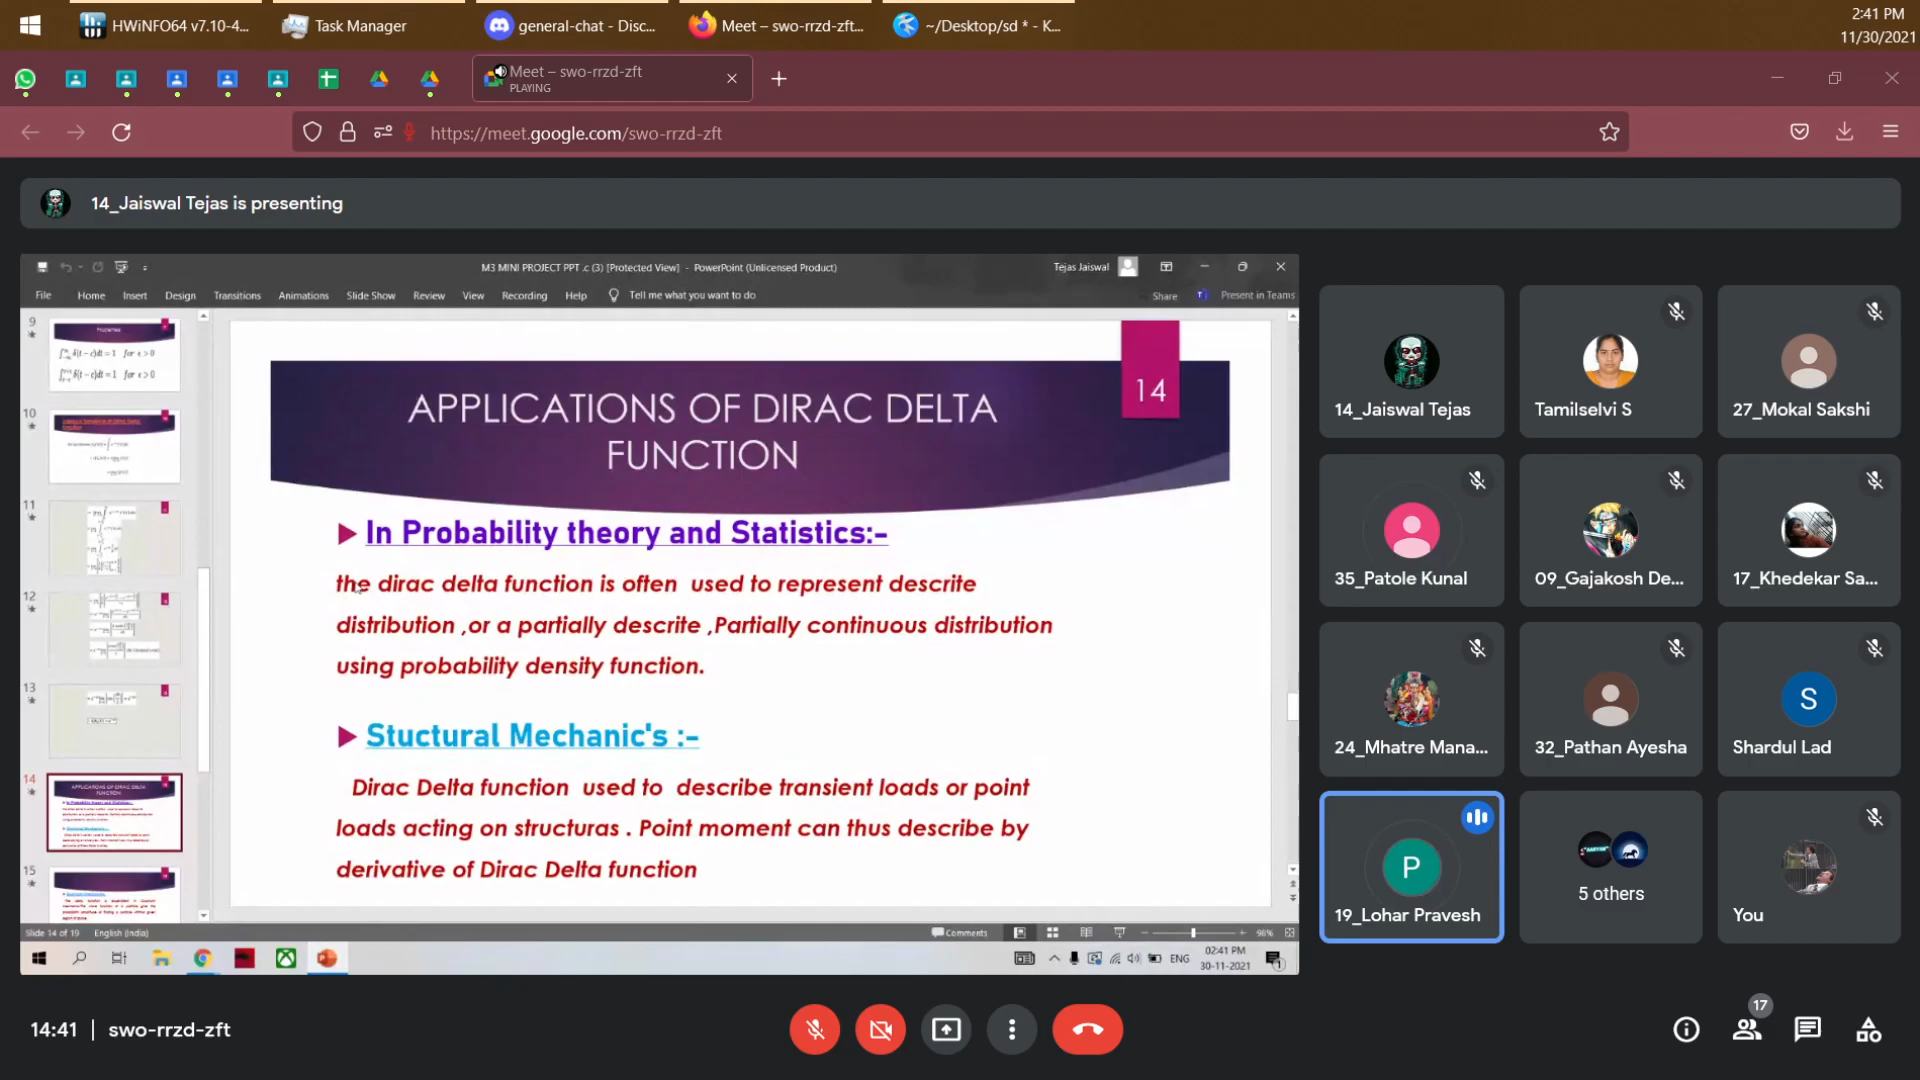 HWiNFO64 v7.10-4...
Task Manager
general-chat - Disc...
Meet – swo-rrzd-zft...
~/Desktop/sd * - K...
2:41 PM
11/30/2021
Meet – swo-rrzd-zft
PLAYING
https://meet.google.com/swo-rrzd-zft
14_Jaiswal Tejas is presenting
M3 MINI PROJECT PPT .c (3) [Protected View] - PowerPoint (Unlicensed Product)
Tejas Jaiswal
File Home Insert Design Transitions Animations Slide Show Review View Recording Help Tell me what you want to do
Share Present in Teams
9
10
11
12
13
14
15
14
APPLICATIONS OF DIRAC DELTA
FUNCTION
In Probability theory and Statistics:-
the dirac delta function is often used to represent descrite
distribution ,or a partially descrite ,Partially continuous distribution
using probability density function.
Stuctural Mechanic's :-
Dirac Delta function used to describe transient loads or point
loads acting on structuras . Point moment can thus describe by
derivative of Dirac Delta function
Slide 14 of 19 English (India)
Comments
98%
ENG
02:41 PM
30-11-2021
1
14_Jaiswal Tejas
Tamilselvi S
27_Mokal Sakshi
35_Patole Kunal
09_Gajakosh De...
17_Khedekar Sa...
24_Mhatre Mana...
32_Pathan Ayesha
S
Shardul Lad
P
19_Lohar Pravesh
5 others
You
14:41 | swo-rrzd-zft
17